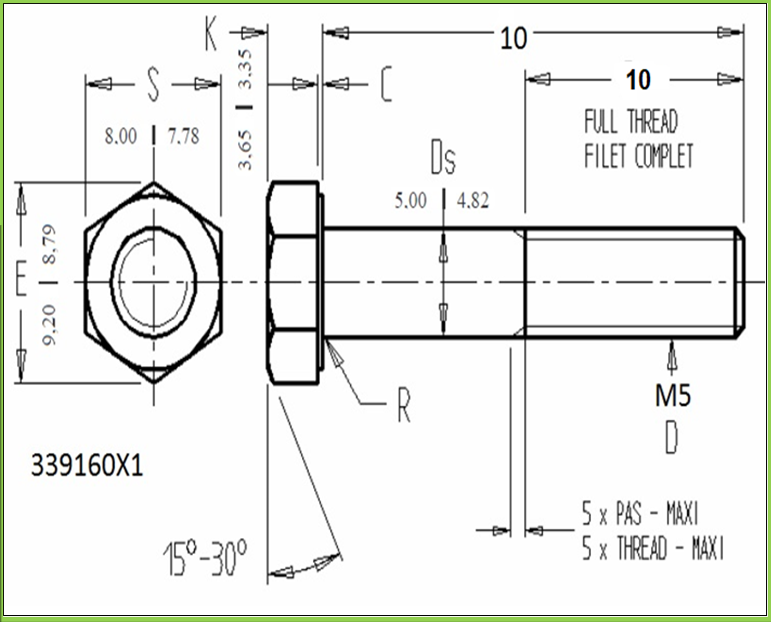 K
10
S
3.65 | 3.35
C
10
8.00 | 7.78
FULL THREAD
FILET COMPLET
Ds
5.00 | 4.82
E
9,20 | 8,79
M5
R
D
339160X1
5 x PAS - MAXI
5 x THREAD - MAXI
15°-30°